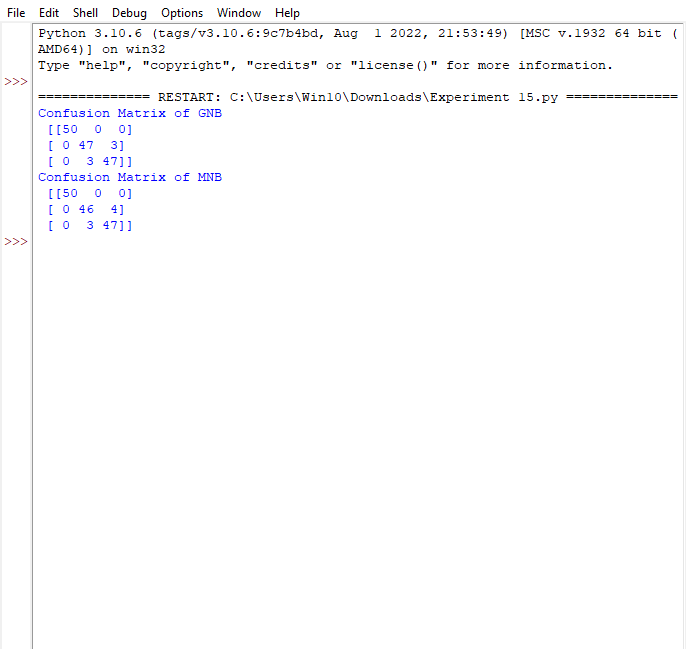 File Edit Shell Debug Options Window Help
Python 3.10.6 (tags/v3.10.6:9c7b4bd, Aug  1 2022, 21:53:49) [MSC v.1932 64 bit (
AMD64)] on win32
Type "help", "copyright", "credits" or "license()" for more information.
>>>
============== RESTART: C:\Users\Win10\Downloads\Experiment 15.py ==============
Confusion Matrix of GNB
 [[50  0  0]
 [ 0 47  3]
 [ 0  3 47]]
Confusion Matrix of MNB
 [[50  0  0]
 [ 0 46  4]
 [ 0  3 47]]
>>>